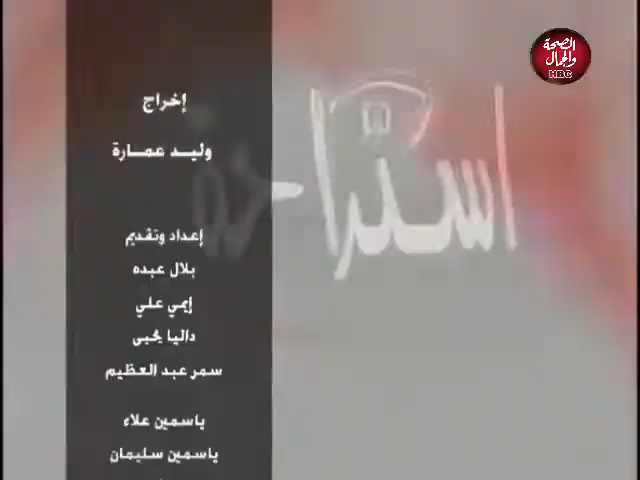 الصحة
والجمال
HBC
استراحة
إخراج
وليد عمارة
إعداد وتقديم
بلال عبده
إيمي علي
داليا يحيى
سمر عبد العظيم
ياسمين علاء
ياسمين سليمان